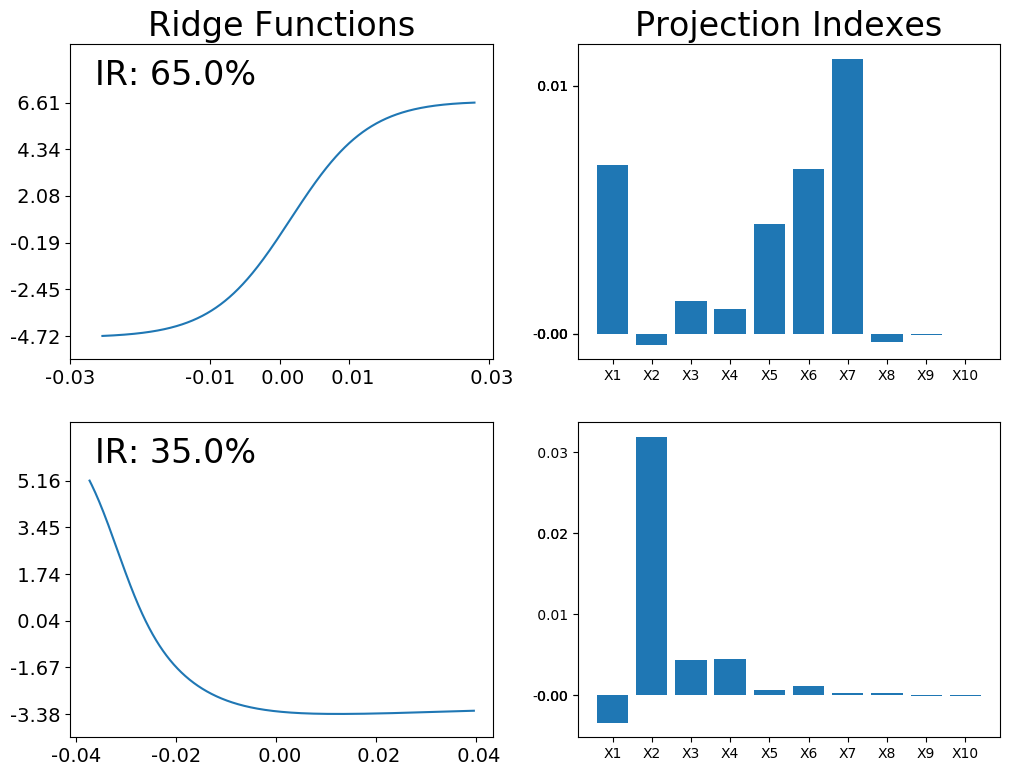 Ridge Functions
Projection Indexes
IR: 65.0%
6.61
4.34
2.08
-0.19
-2.45
-4.72
-0.03 -0.01 0.00 0.01 0.03
0.01
-0.00
X1 X2 X3 X4 X5 X6 X7 X8 X9 X10
IR: 35.0%
5.16
3.45
1.74
0.04
-1.67
-3.38
-0.04 -0.02 0.00 0.02 0.04
0.03
0.02
0.01
-0.00
X1 X2 X3 X4 X5 X6 X7 X8 X9 X10